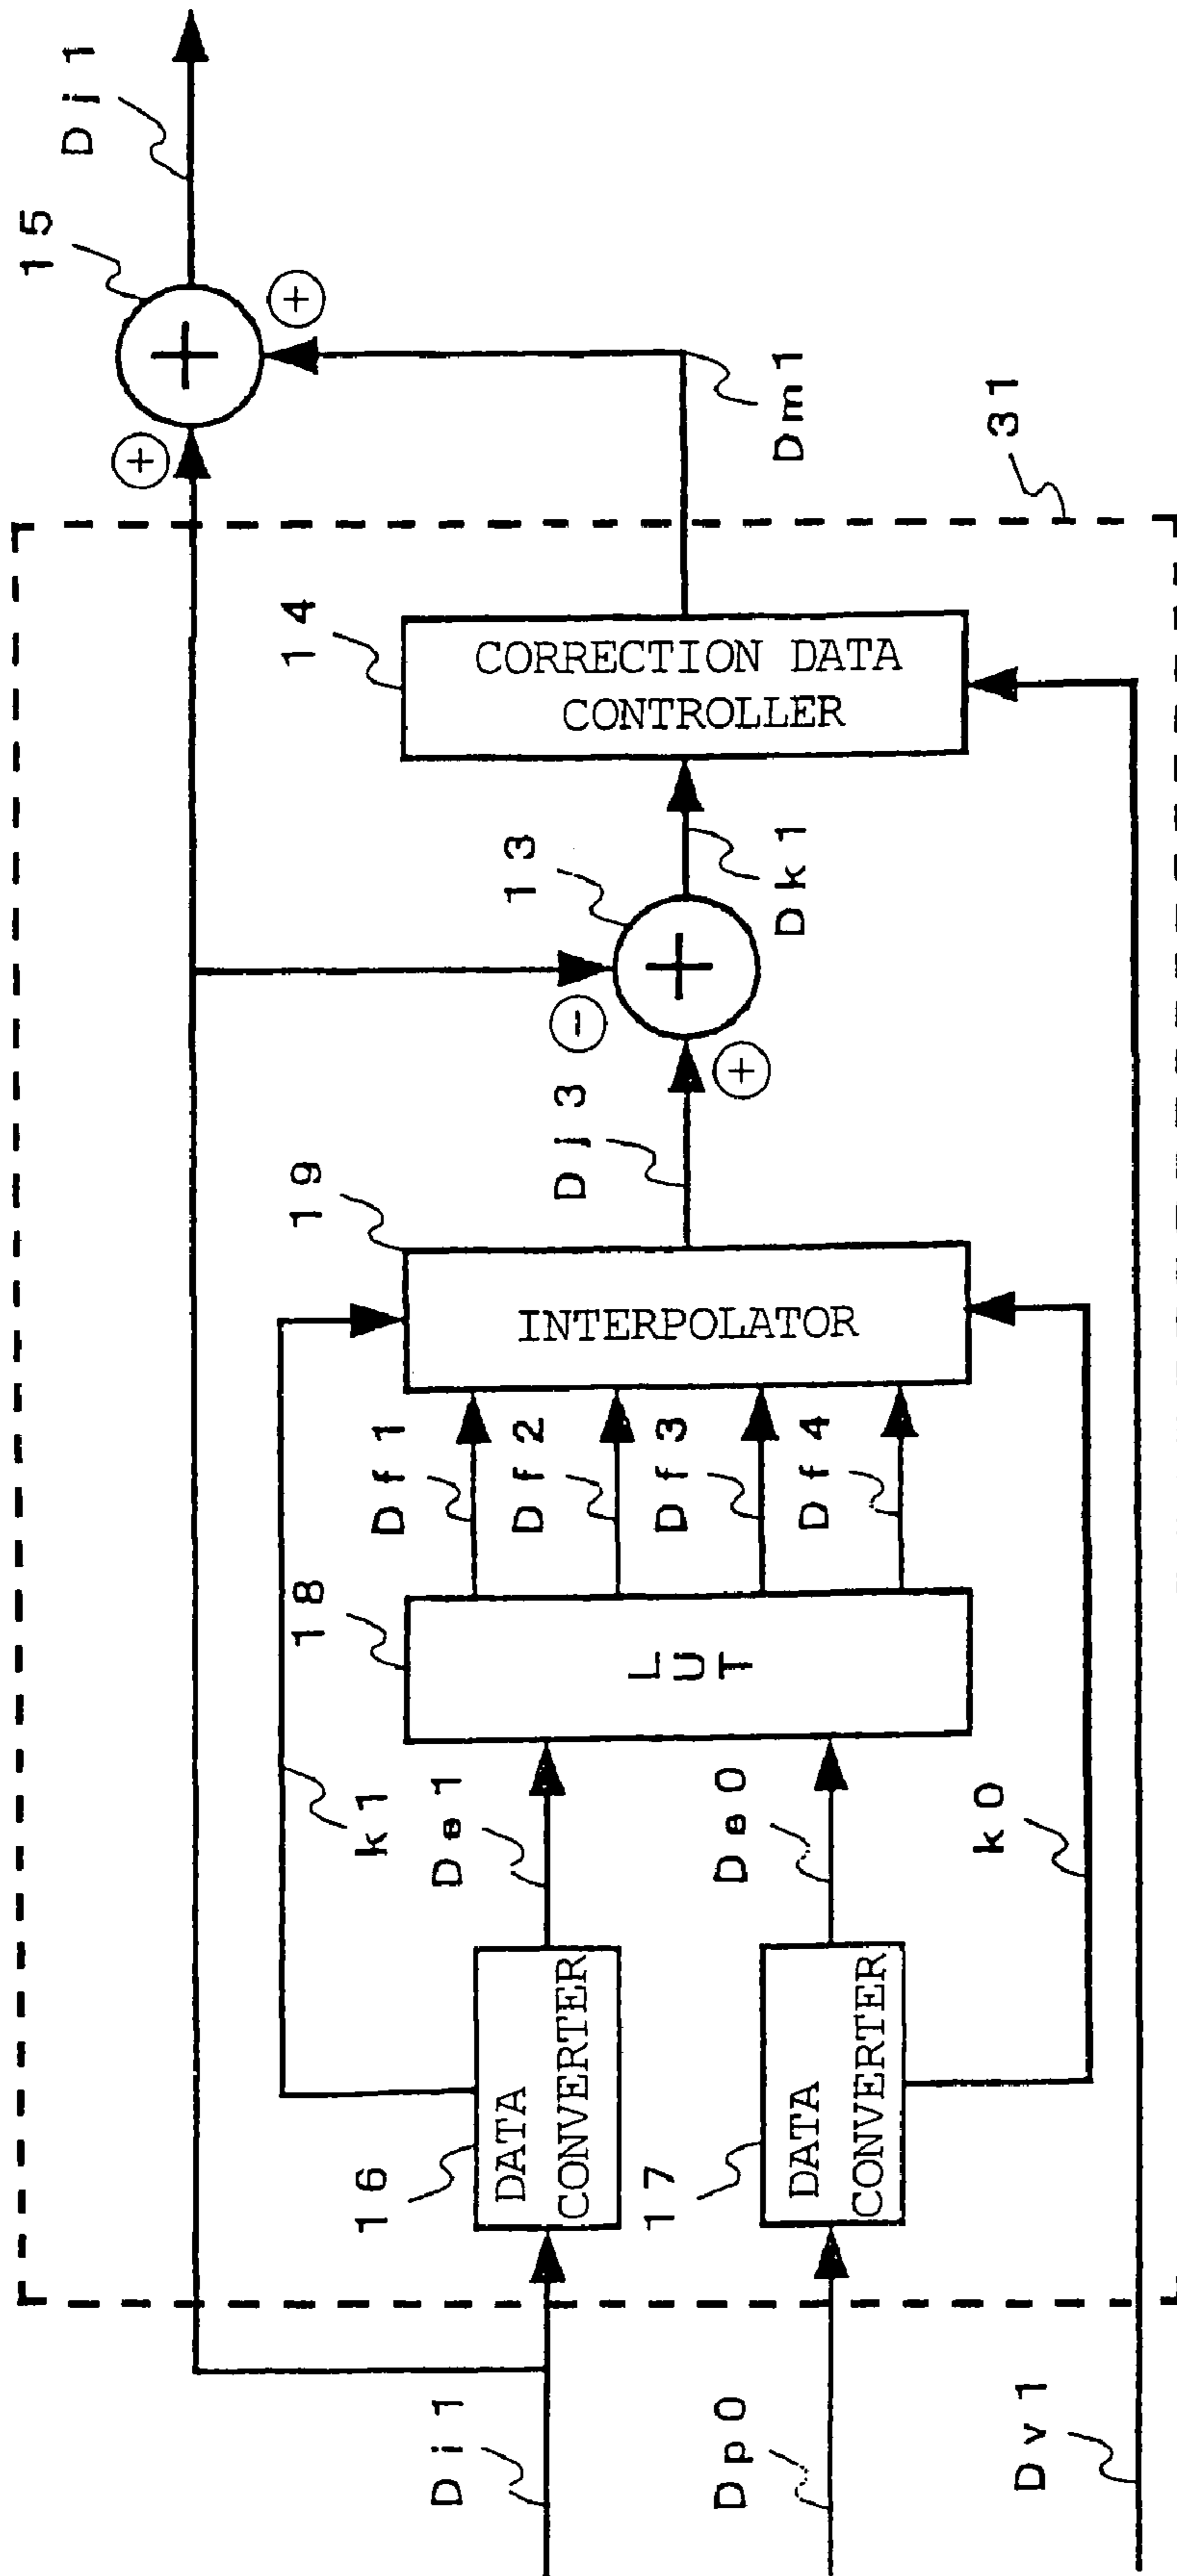 Dj1
15
+
+
+
Dm1
31
14
CORRECTION DATA
CONTROLLER
13
+
−
+
Dk1
Dj3
19
INTERPOLATOR
Df1
Df2
Df3
Df4
18
LUT
k1
De1
De0
k0
16
DATA
CONVERTER
17
DATA
CONVERTER
Di1
Dp0
Dv1